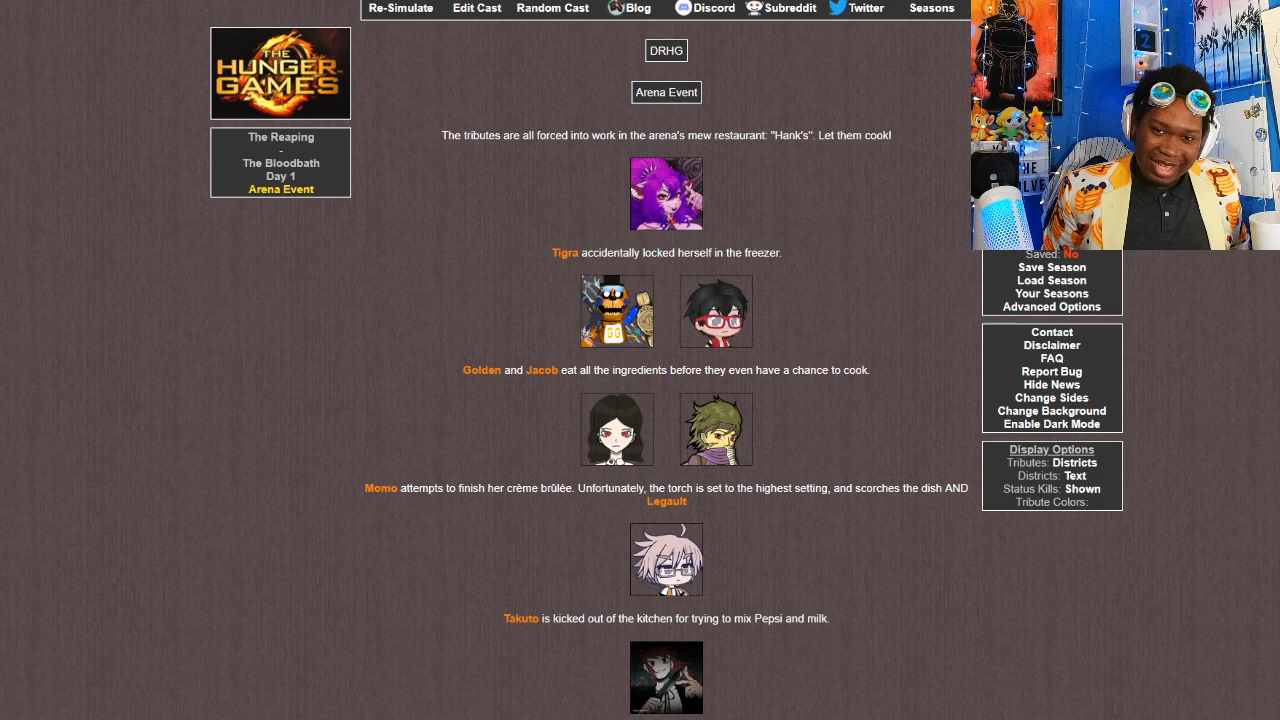 Re-Simulate Edit Cast Random Cast Blog Discord Subreddit Twitter Seasons
THE
HUNGER
GAMES
The Reaping
-
The Bloodbath
Day 1
Arena Event
DRHG
Arena Event
The tributes are all forced into work in the arena's mew restaurant: "Hank's". Let them cook!
Tigra accidentally locked herself in the freezer.
Golden and Jacob eat all the ingredients before they even have a chance to cook.
Momo attempts to finish her crème brûlée. Unfortunately, the torch is set to the highest setting, and scorches the dish AND
Legault
Takuto is kicked out of the kitchen for trying to mix Pepsi and milk.
Saved: No
Save Season
Load Season
Your Seasons
Advanced Options
Contact
Disclaimer
FAQ
Report Bug
Hide News
Change Sides
Change Background
Enable Dark Mode
Display Options
Tributes: Districts
Districts: Text
Status Kills: Shown
Tribute Colors: